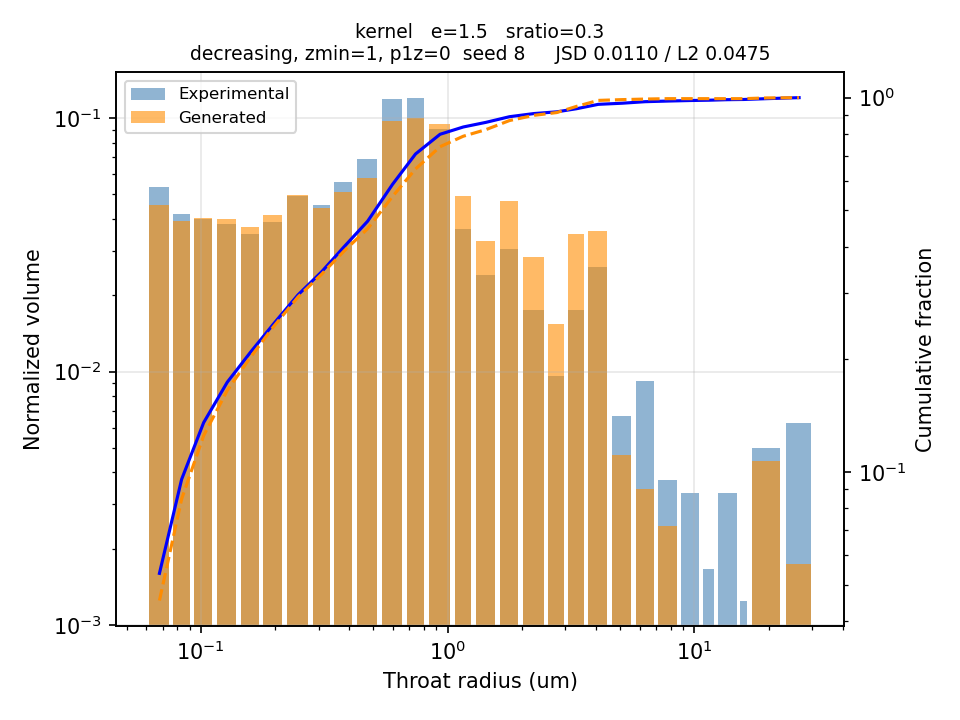 kernel   e=1.5   sratio=0.3
decreasing, zmin=1, p1z=0  seed 8     JSD 0.0110 / L2 0.0475
Experimental
Generated
10⁻¹
10⁻²
10⁻³
Normalized volume
10⁰
10⁻¹
Cumulative fraction
10⁻¹
10⁰
10¹
Throat radius (um)